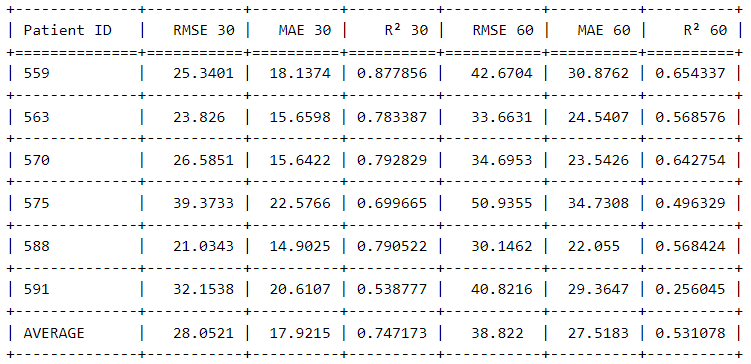 +--------------+----------+---------+----------+----------+---------+----------+
| Patient ID   |  RMSE 30 |  MAE 30 |    R² 30 |  RMSE 60 |  MAE 60 |    R² 60 |
+==============+==========+=========+==========+==========+=========+==========+
| 559          |  25.3401 | 18.1374 | 0.877856 |  42.6704 | 30.8762 | 0.654337 |
+--------------+----------+---------+----------+----------+---------+----------+
| 563          |  23.826  | 15.6598 | 0.783387 |  33.6631 | 24.5407 | 0.568576 |
+--------------+----------+---------+----------+----------+---------+----------+
| 570          |  26.5851 | 15.6422 | 0.792829 |  34.6953 | 23.5426 | 0.642754 |
+--------------+----------+---------+----------+----------+---------+----------+
| 575          |  39.3733 | 22.5766 | 0.699665 |  50.9355 | 34.7308 | 0.496329 |
+--------------+----------+---------+----------+----------+---------+----------+
| 588          |  21.0343 | 14.9025 | 0.790522 |  30.1462 | 22.055  | 0.568424 |
+--------------+----------+---------+----------+----------+---------+----------+
| 591          |  32.1538 | 20.6107 | 0.538777 |  40.8216 | 29.3647 | 0.256045 |
+--------------+----------+---------+----------+----------+---------+----------+
| AVERAGE      |  28.0521 | 17.9215 | 0.747173 |  38.822  | 27.5183 | 0.531078 |
+--------------+----------+---------+----------+----------+---------+----------+